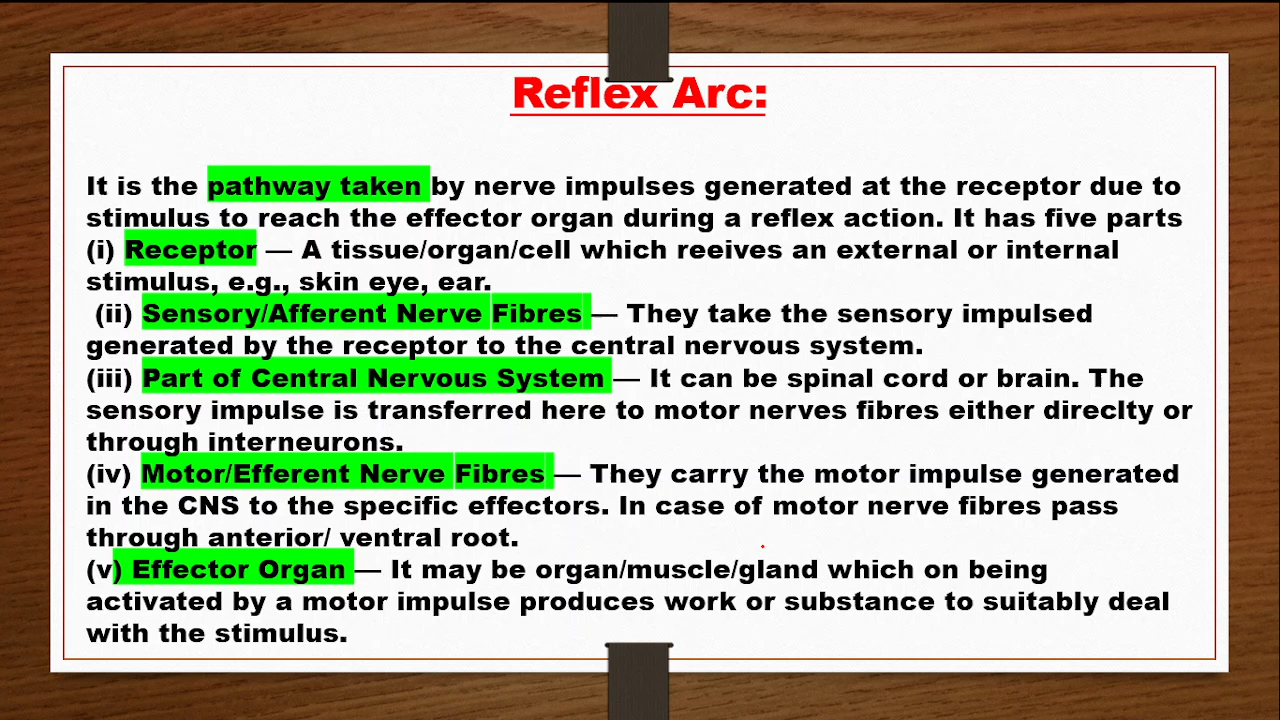 Reflex Arc:
It is the pathway taken by nerve impulses generated at the receptor due to
stimulus to reach the effector organ during a reflex action. It has five parts
(i) Receptor — A tissue/organ/cell which reeives an external or internal
stimulus, e.g., skin eye, ear.
(ii) Sensory/Afferent Nerve Fibres — They take the sensory impulsed
generated by the receptor to the central nervous system.
(iii) Part of Central Nervous System — It can be spinal cord or brain. The
sensory impulse is transferred here to motor nerves fibres either direclty or
through interneurons.
(iv) Motor/Efferent Nerve Fibres — They carry the motor impulse generated
in the CNS to the specific effectors. In case of motor nerve fibres pass
through anterior/ ventral root.
(v) Effector Organ — It may be organ/muscle/gland which on being
activated by a motor impulse produces work or substance to suitably deal
with the stimulus.